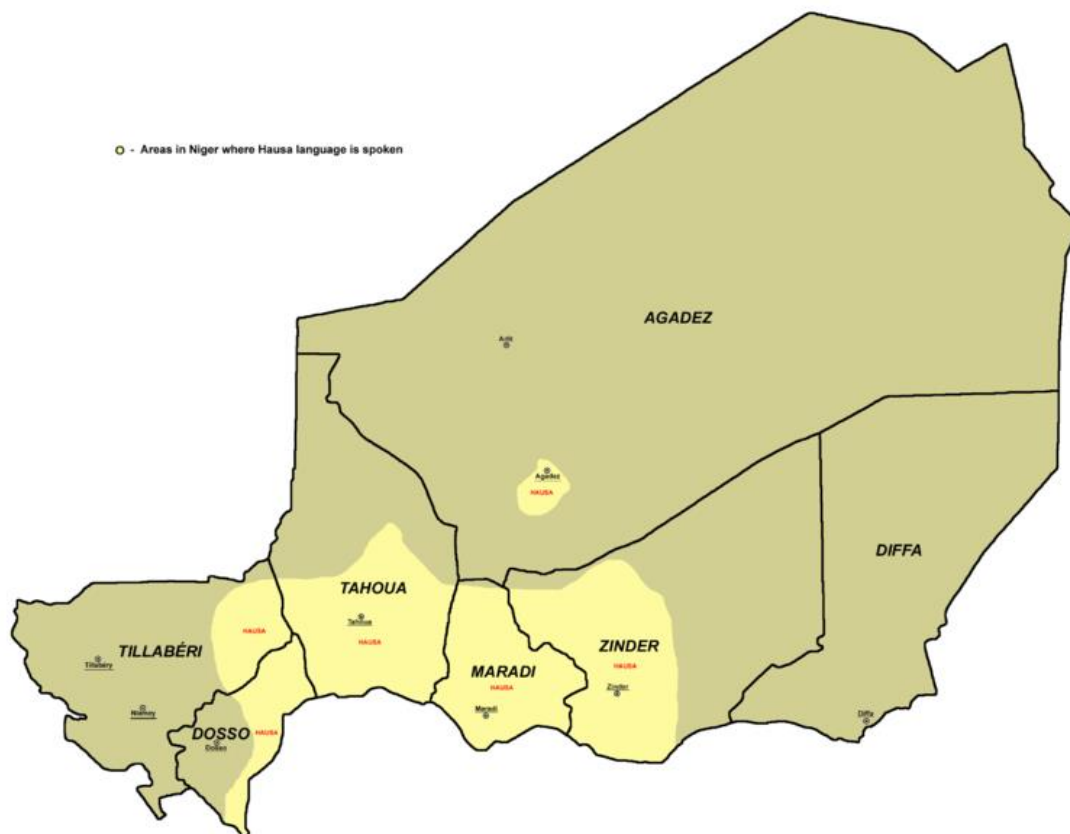 - Areas in Niger where Hausa language is spoken
AGADEZ
Arlit
Agadez
HAUSA
DIFFA
TAHOUA
Tahoua
HAUSA
HAUSA
TILLABÉRI
Tillabéry
Niamey
ZINDER
HAUSA
Zinder
MARADI
HAUSA
Maradi
DOSSO
Dosso
HAUSA
Diffa